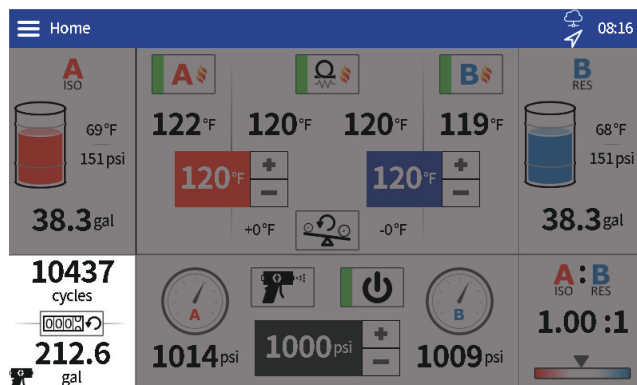 Home
08:16
A
ISO
69°F
151 psi
38.3 gal
A
B
122°F
120°F
120°F
119°F
120°F
+
−
120°F
+
−
+0°F
-0°F
B
RES
68°F
151 psi
38.3 gal
10437
cycles
000
212.6
gal
A
1014 psi
1000 psi
+
−
B
1009 psi
A:B
ISO RES
1.00 :1